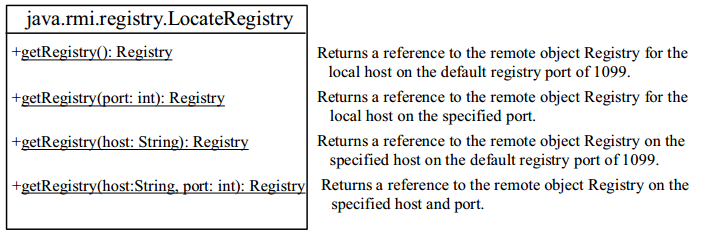 java.rmi.registry.LocateRegistry
+getRegistry(): Registry
Returns a reference to the remote object Registry for the
local host on the default registry port of 1099.
+getRegistry(port: int): Registry
Returns a reference to the remote object Registry for the
local host on the specified port.
+getRegistry(host: String): Registry
Returns a reference to the remote object Registry on the
specified host on the default registry port of 1099.
+getRegistry(host:String, port: int): Registry
Returns a reference to the remote object Registry on the
specified host and port.